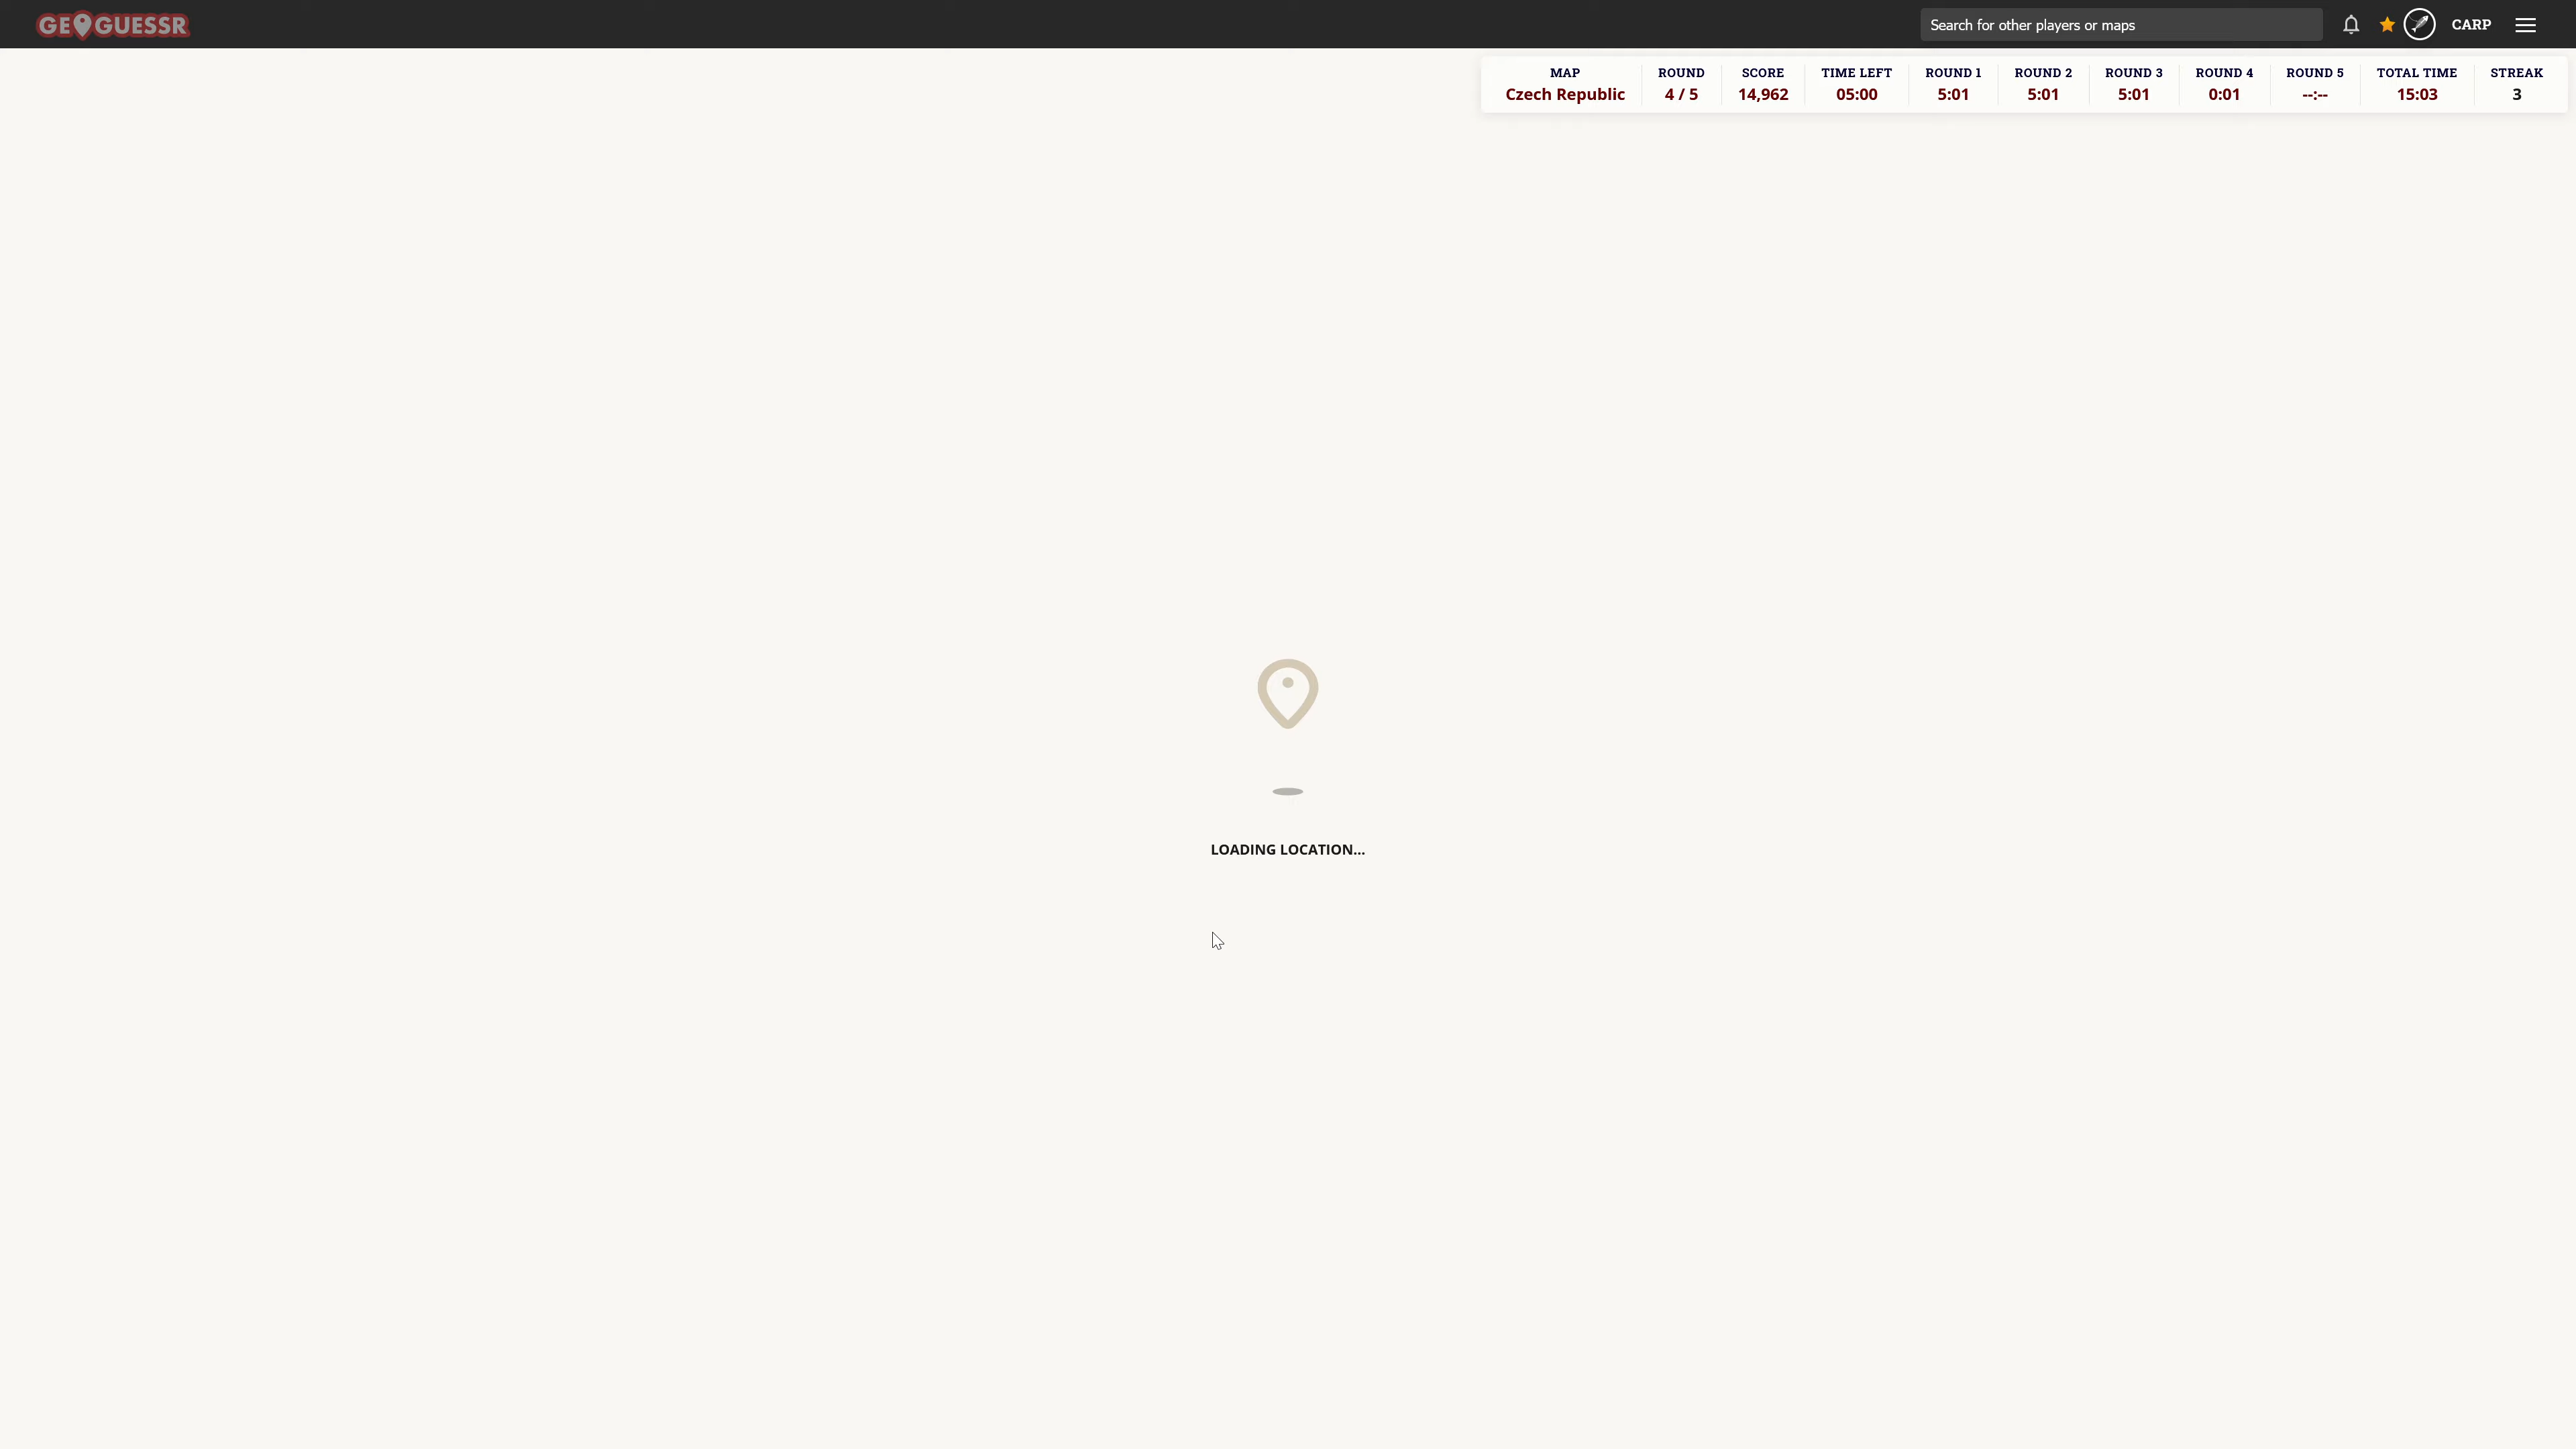 GEOGUESSR
Search for other players or maps
CARP
MAP ROUND SCORE TIME LEFT ROUND 1 ROUND 2 ROUND 3 ROUND 4 ROUND 5 TOTAL TIME STREAK
Czech Republic 4 / 5 14,962 05:00 5:01 5:01 5:01 0:01 --:-- 15:03 3
LOADING LOCATION...